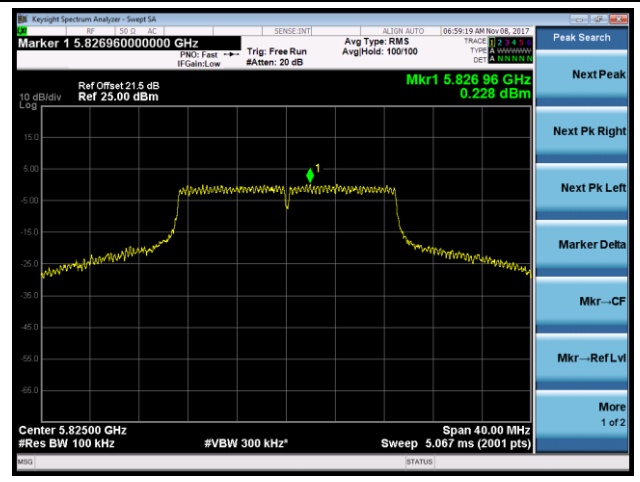 Keysight Spectrum Analyzer - Swept SA
RF 50 Ω AC SENSE:INT ALIGN AUTO 06:59:19 AM Nov 08, 2017
Marker 1 5.826960000000 GHz
PNO: Fast
IFGain:Low
Trig: Free Run
#Atten: 20 dB
Avg Type: RMS
Avg|Hold: 100/100
TRACE 1 2 3 4 5 6
TYPE A WWWWW
DET A N N N N N
Peak Search
Ref Offset 21.5 dB
10 dB/div Ref 25.00 dBm
Log
Mkr1 5.826 96 GHz
0.228 dBm
15.0
5.00
-5.00
-15.0
-25.0
-35.0
-45.0
-55.0
-65.0
1
Center 5.82500 GHz
Span 40.00 MHz
#Res BW 100 kHz
#VBW 300 kHz*
Sweep 5.067 ms (2001 pts)
MSG STATUS
Next Peak
Next Pk Right
Next Pk Left
Marker Delta
Mkr→CF
Mkr→Ref Lvl
More
1 of 2